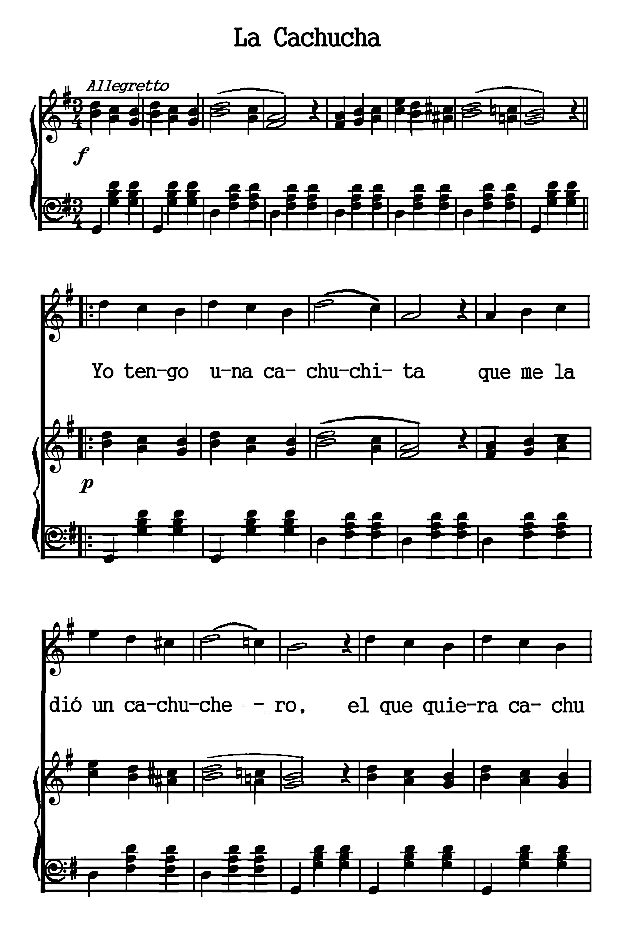 La Cachucha
Allegretto
f
Yo ten-go u-na ca- chu-chi- ta que me la
p
dió un ca-chu-che - ro, el que quie-ra ca- chu